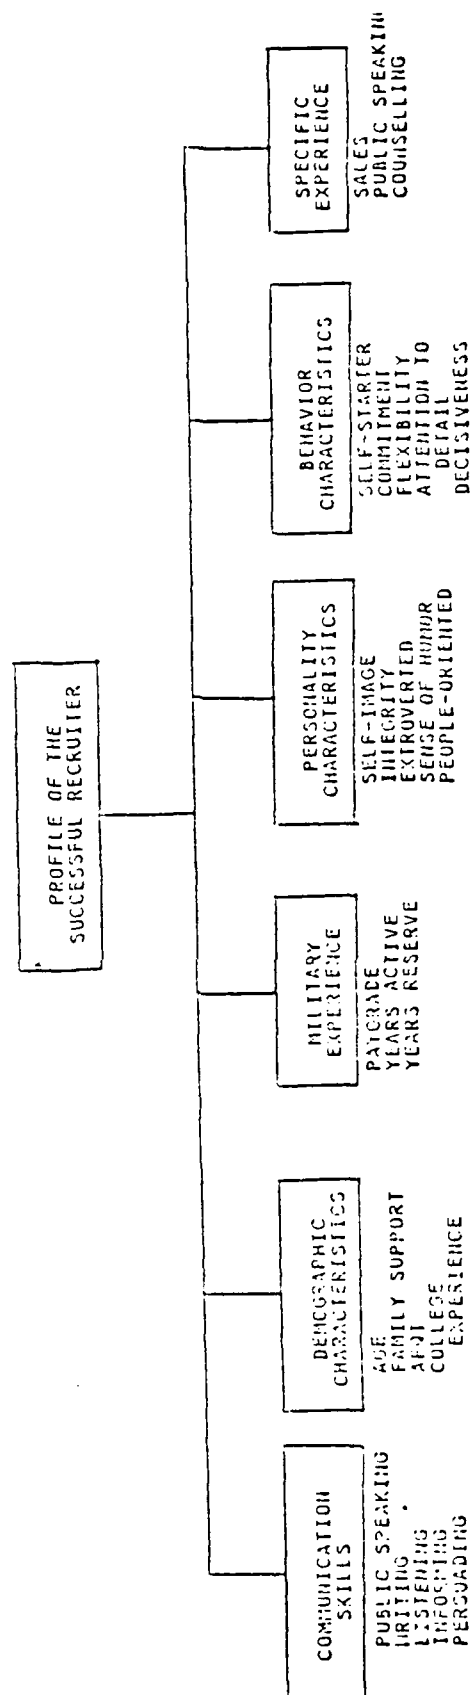 PROFILE OF THE
SUCCESSFUL RECRUITER
COMMUNICATION
SKILLS
PUBLIC SPEAKING
WRITING
LISTENING
INFORMING
PERSUADING
DEMOGRAPHIC
CHARACTERISTICS
AGE
FAMILY SUPPORT
AFQT
COLLEGE
EXPERIENCE
MILITARY
EXPERIENCE
PAYGRADE
YEARS ACTIVE
YEARS RESERVE
PERSONALITY
CHARACTERISTICS
SELF-IMAGE
INTEGRITY
EXTROVERTED
SENSE OF HUMOR
PEOPLE-ORIENTED
BEHAVIOR
CHARACTERISTICS
SELF-STARTER
COMMITMENT
FLEXIBILITY
ATTENTION TO
DETAIL
DECISIVENESS
SPECIFIC
EXPERIENCE
SALES
PUBLIC SPEAKIN
COUNSELLING